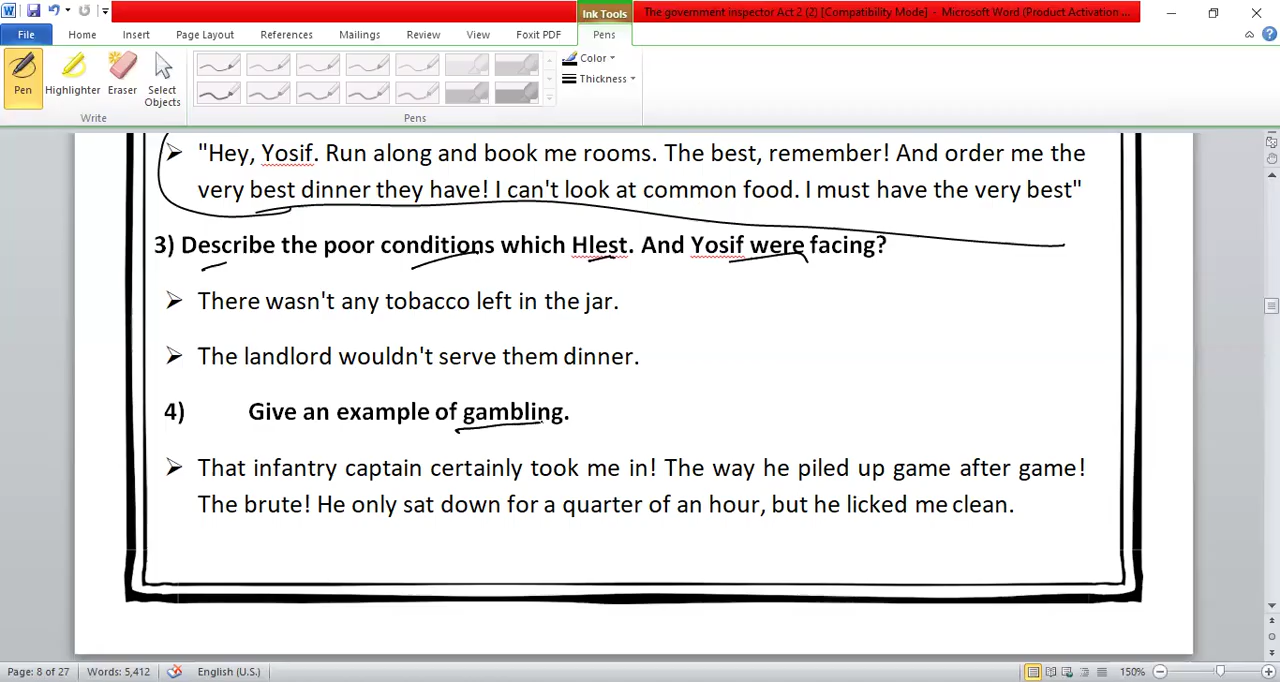 Ink Tools
The government inspector Act 2 (2) [Compatibility Mode] - Microsoft Word (Product Activation ...
File Home Insert Page Layout References Mailings Review View Foxit PDF Pens
Pen Highlighter Eraser Select Objects
Color
Thickness
Write Pens
"Hey, Yosif. Run along and book me rooms. The best, remember! And order me the
very best dinner they have! I can't look at common food. I must have the very best"
3) Describe the poor conditions which Hlest. And Yosif were facing?
There wasn't any tobacco left in the jar.
The landlord wouldn't serve them dinner.
4) Give an example of gambling.
That infantry captain certainly took me in! The way he piled up game after game!
The brute! He only sat down for a quarter of an hour, but he licked me clean.
Page: 8 of 27 Words: 5,412 English (U.S.) 150%